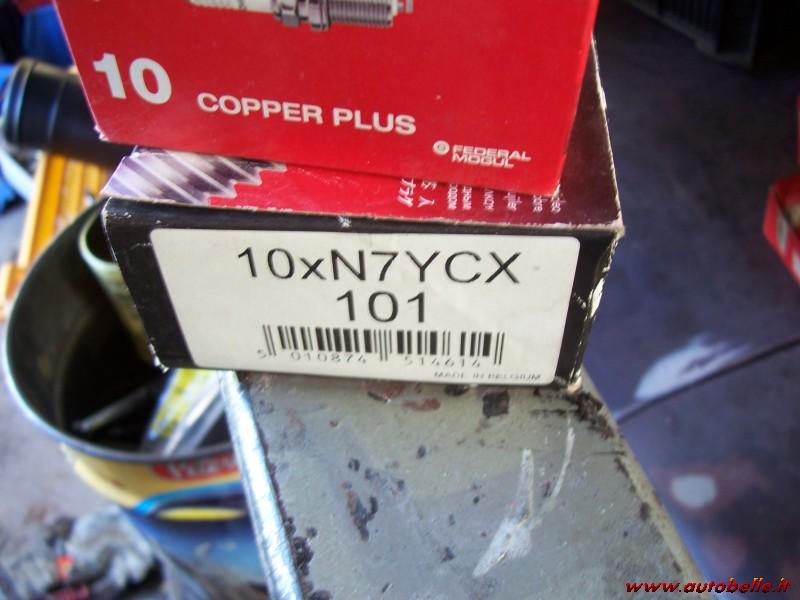 10 COPPER PLUS
FEDERAL
MOGUL
10xN7YCX
101
5 010874 514614
MADE IN BELGIUM
www.autobelle.it